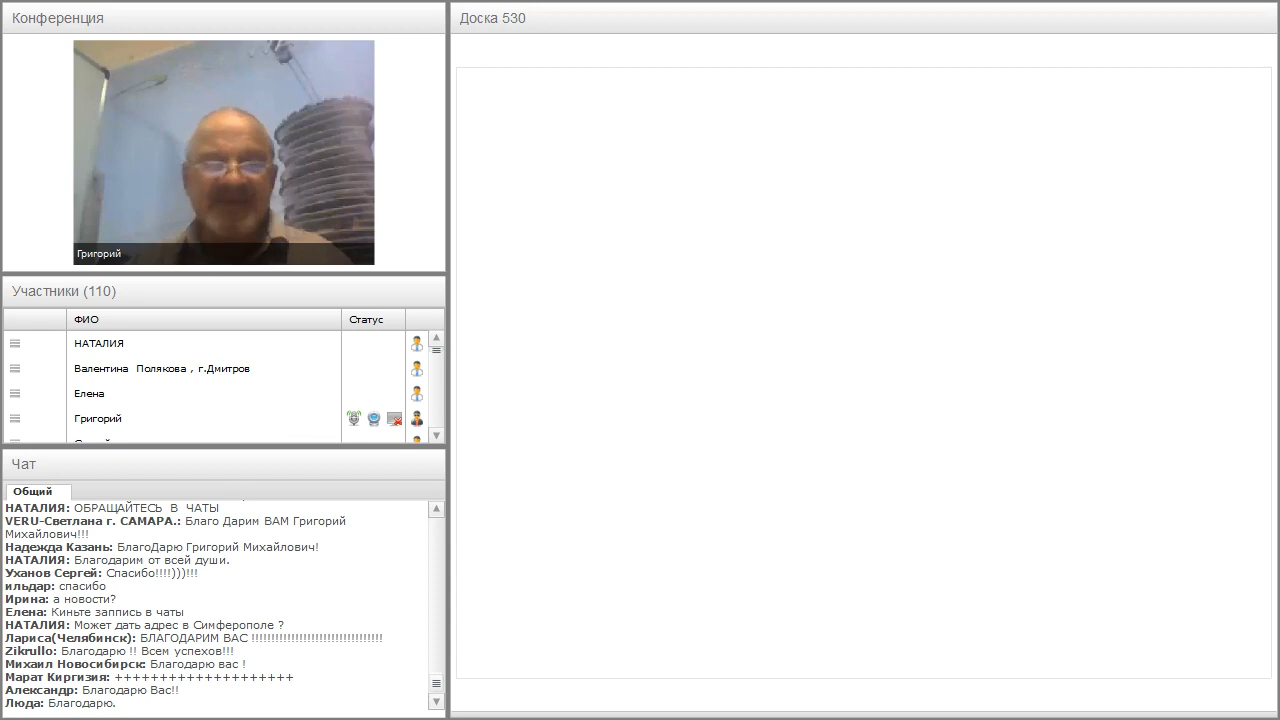 Конференция
Григорий
Участники (110)
ФИО Статус
НАТАЛИЯ
Валентина Полякова , г.Дмитров
Елена
Григорий
Чат
Общий
НАТАЛИЯ: ОБРАЩАЙТЕСЬ В ЧАТЫ
VERU-Светлана г. САМАРА.: Благо Дарим ВАМ Григорий
Михайлович!!!
Надежда Казань: БлагоДарю Григорий Михайлович!
НАТАЛИЯ: Благодарим от всей души.
Уханов Сергей: Спасибо!!!!)))!!!
ильдар: спасибо
Ирина: а новости?
Елена: Киньте яяпись в чаты
НАТАЛИЯ: Может дать адрес в Симферополе ?
Лариса(Челябинск): БЛАГОДАРИМ ВАС !!!!!!!!!!!!!!!!!!!!!!!!!!!!!!!!!
Zikrullo: Благодарю !! Всем успехов!!!
Михаил Новосибирск: Благодарю вас !
Марат Киргизия: ++++++++++++++++++++
Александр: Благодарю Вас!!
Люда: Благодарю.
Доска 530